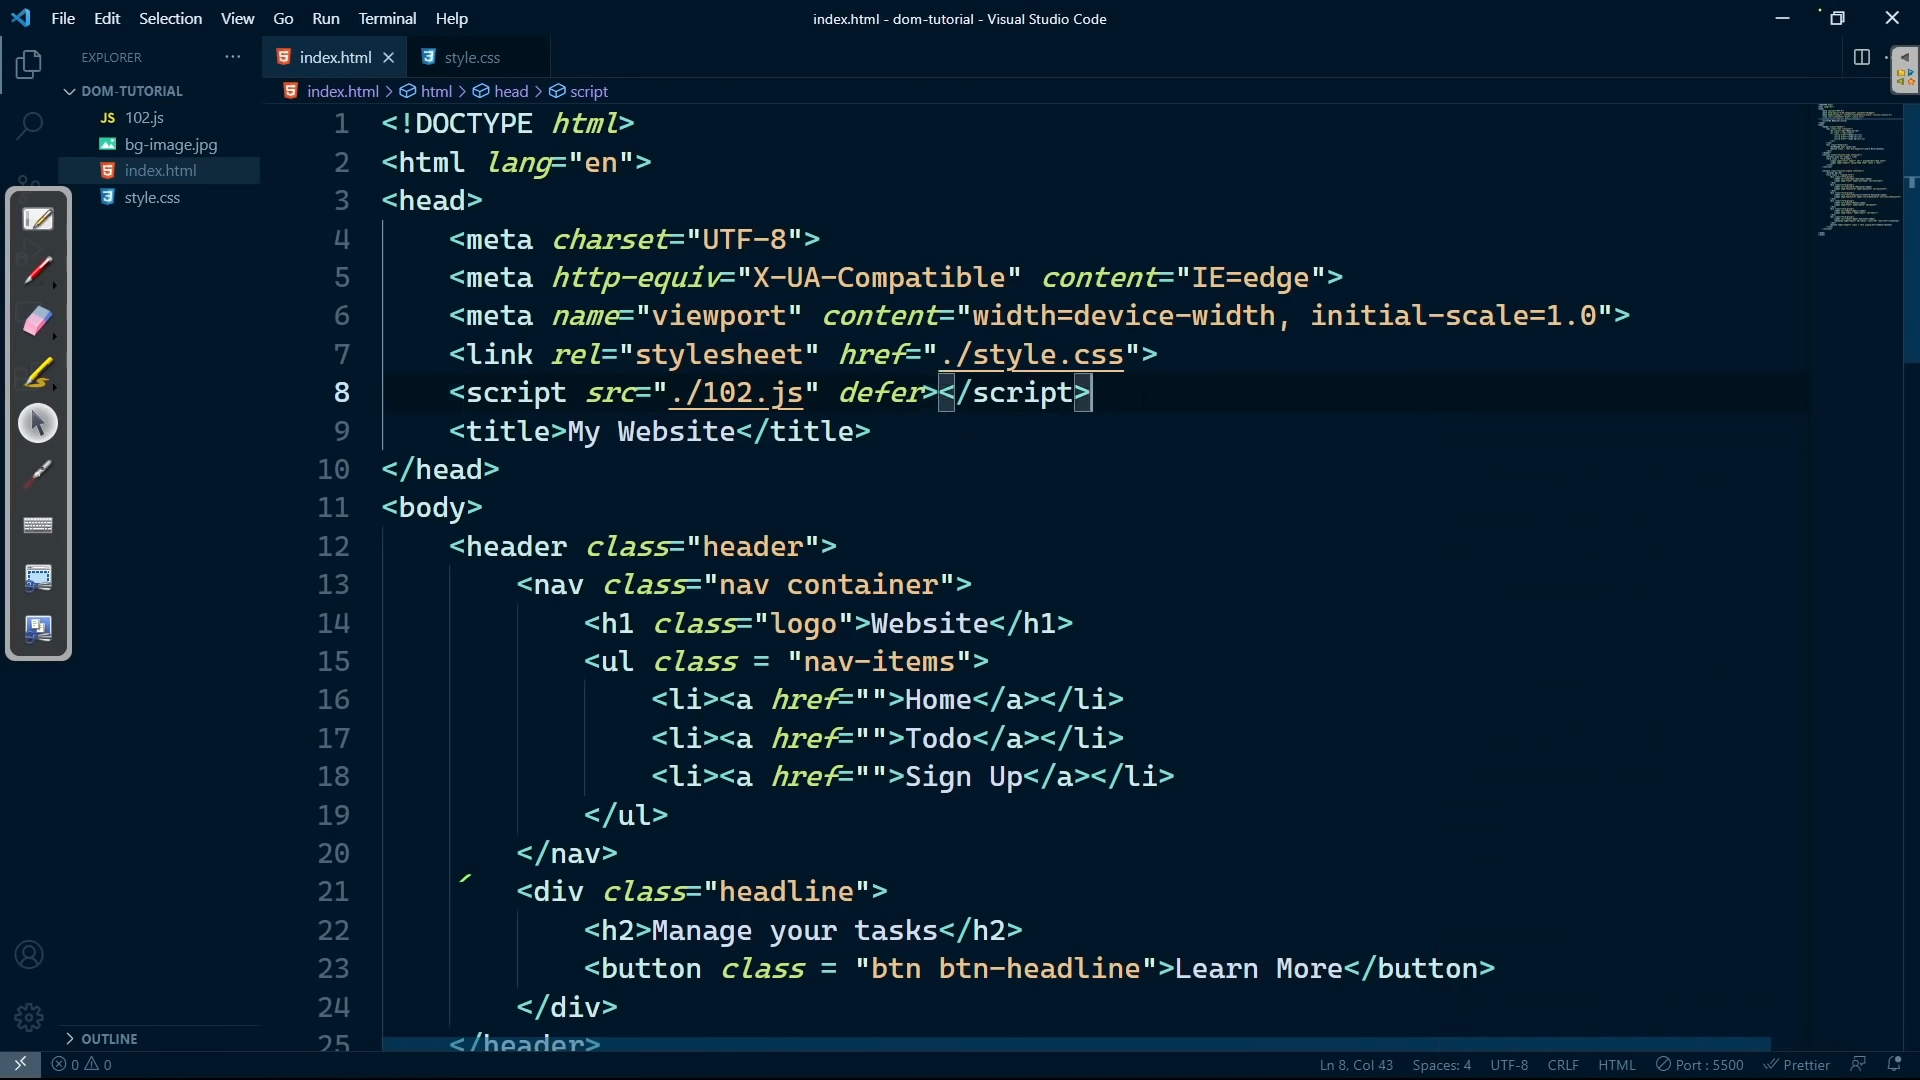 File Edit Selection View Go Run Terminal Help
index.html - dom-tutorial - Visual Studio Code
EXPLORER
index.html
style.css
DOM-TUTORIAL
index.html > html > head > script
JS 102.js
bg-image.jpg
index.html
style.css
1 <!DOCTYPE html>
2 <html lang="en">
3 <head>
4 <meta charset="UTF-8">
5 <meta http-equiv="X-UA-Compatible" content="IE=edge">
6 <meta name="viewport" content="width=device-width, initial-scale=1.0">
7 <link rel="stylesheet" href="./style.css">
8 <script src="./102.js" defer></script>
9 <title>My Website</title>
10 </head>
11 <body>
12 <header class="header">
13 <nav class="nav container">
14 <h1 class="logo">Website</h1>
15 <ul class = "nav-items">
16 <li><a href="">Home</a></li>
17 <li><a href="">Todo</a></li>
18 <li><a href="">Sign Up</a></li>
19 </ul>
20 </nav>
21 <div class="headline">
22 <h2>Manage your tasks</h2>
23 <button class = "btn btn-headline">Learn More</button>
24 </div>
25 </header>
OUTLINE
0 0
Ln 8, Col 43 Spaces: 4 UTF-8 CRLF HTML Port : 5500 Prettier